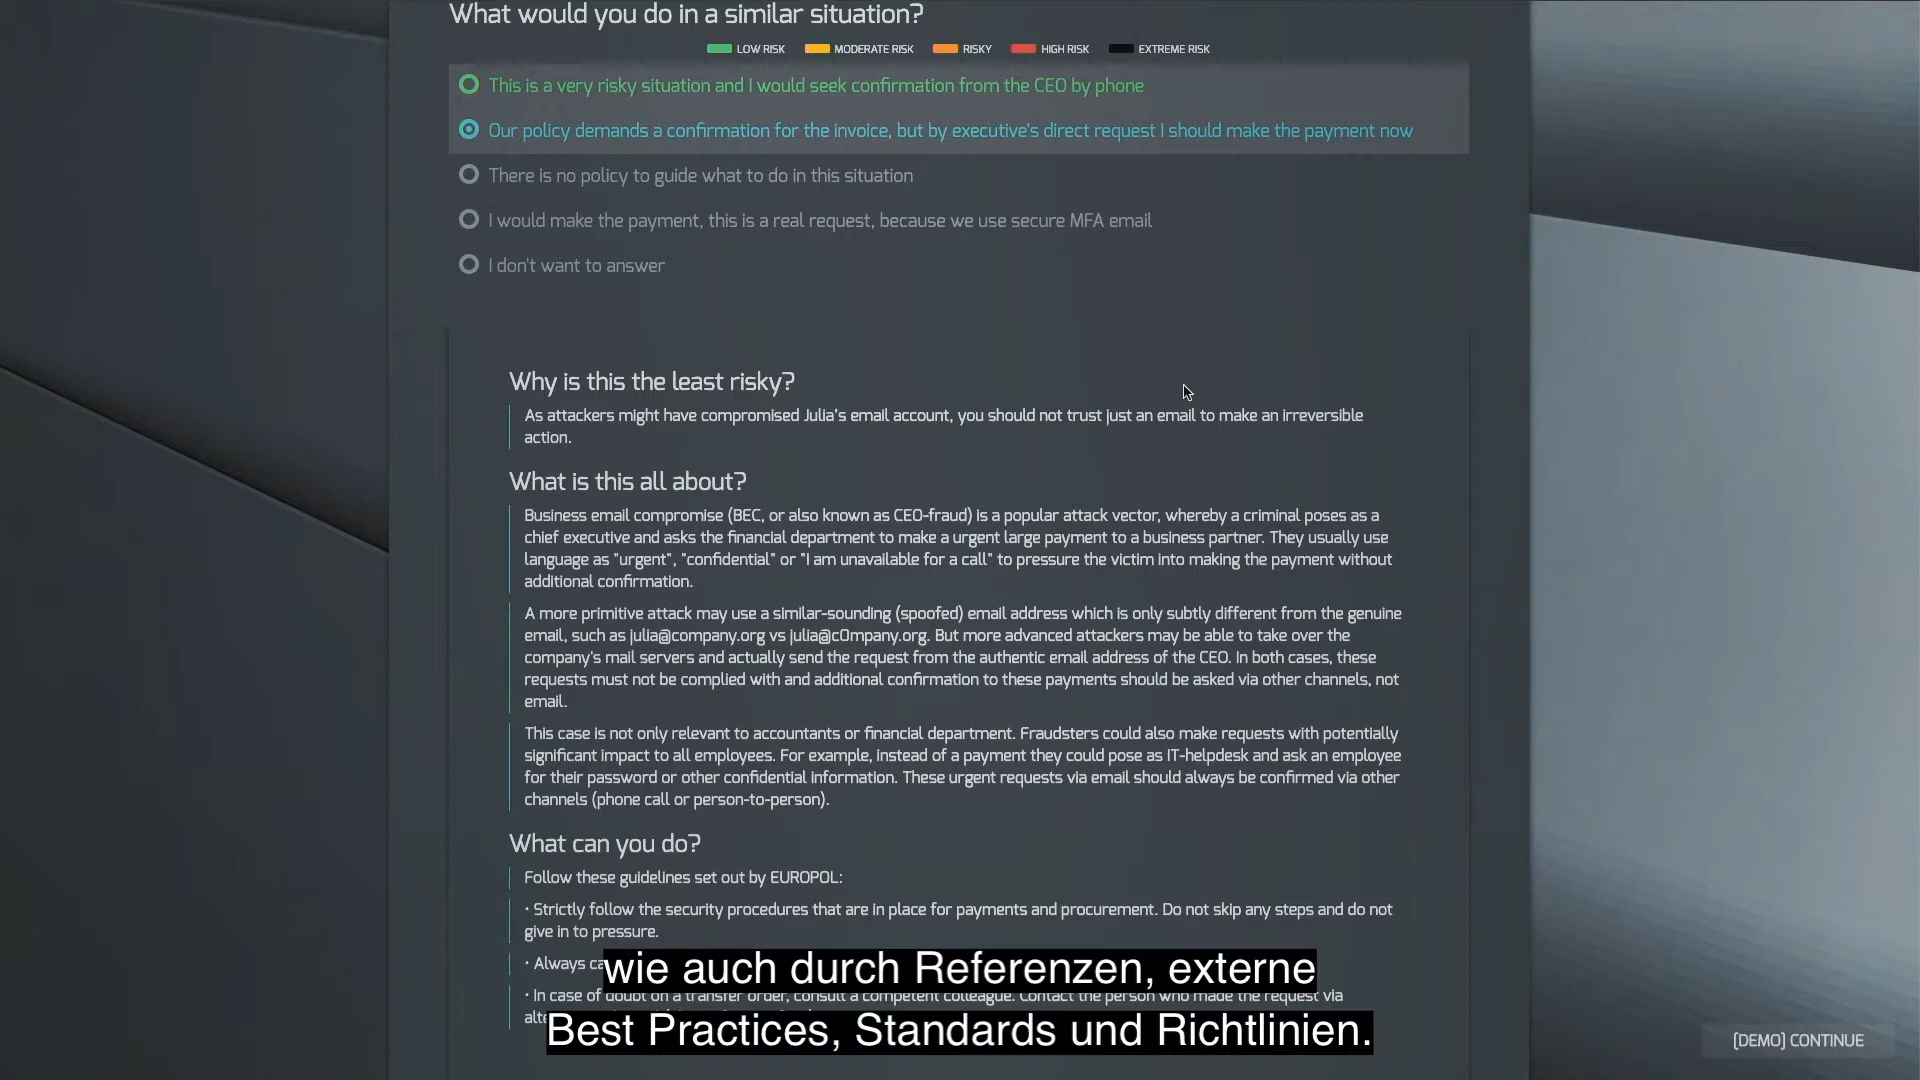 What would you do in a similar situation?
LOW RISK MODERATE RISK RISKY HIGH RISK EXTREME RISK
This is a very risky situation and I would seek confirmation from the CEO by phone
Our policy demands a confirmation for the invoice, but by executive's direct request I should make the payment now
There is no policy to guide what to do in this situation
I would make the payment, this is a real request, because we use secure MFA email
I don't want to answer
Why is this the least risky?
As attackers might have compromised Julia's email account, you should not trust just an email to make an irreversible
action.
What is this all about?
Business email compromise (BEC, or also known as CEO-fraud) is a popular attack vector, whereby a criminal poses as a
chief executive and asks the financial department to make a urgent large payment to a business partner. They usually use
language as "urgent", "confidential" or "I am unavailable for a call" to pressure the victim into making the payment without
additional confirmation.
A more primitive attack may use a similar-sounding (spoofed) email address which is only subtly different from the genuine
email, such as julia@company.org vs julia@c0mpany.org. But more advanced attackers may be able to take over the
company's mail servers and actually send the request from the authentic email address of the CEO. In both cases, these
requests must not be complied with and additional confirmation to these payments should be asked via other channels, not
email.
This case is not only relevant to accountants or financial department. Fraudsters could also make requests with potentially
significant impact to all employees. For example, instead of a payment they could pose as IT-helpdesk and ask an employee
for their password or other confidential information. These urgent requests via email should always be confirmed via other
channels (phone call or person-to-person).
What can you do?
Follow these guidelines set out by EUROPOL:
• Strictly follow the security procedures that are in place for payments and procurement. Do not skip any steps and do not
give in to pressure.
• Always
wie auch durch Referenzen, externe
• In case of doubt on a transfer order, consult a competent colleague. Contact the person who made the request via
Best Practices, Standards und Richtlinien.
[DEMO] CONTINUE